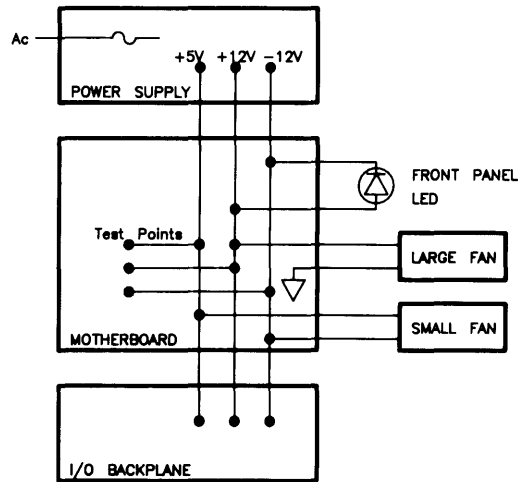 Ac
+5V +12V -12V
POWER SUPPLY
FRONT PANEL
LED
Test Points
LARGE FAN
SMALL FAN
MOTHERBOARD
I/O BACKPLANE